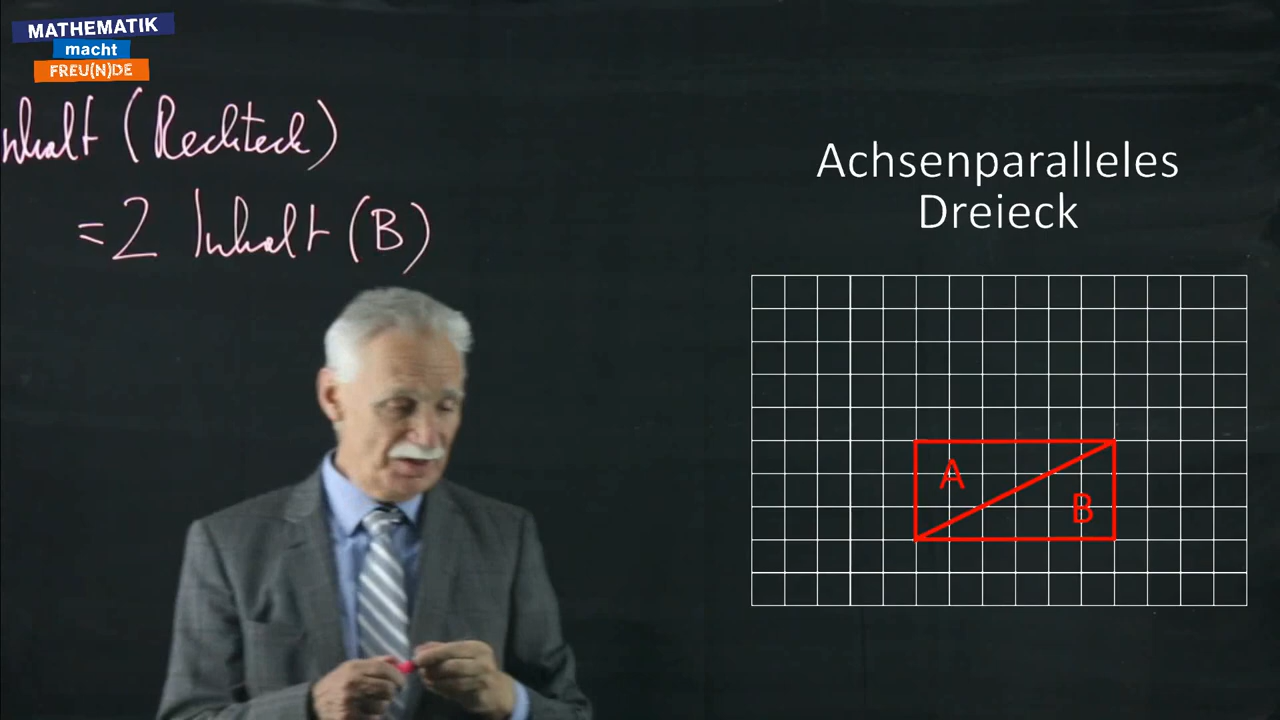 MATHEMATIK
macht
FREU(N)DE
nhalt (Rechteck)
= 2 Inhalt (B)
Achsenparalleles
Dreieck
A
B